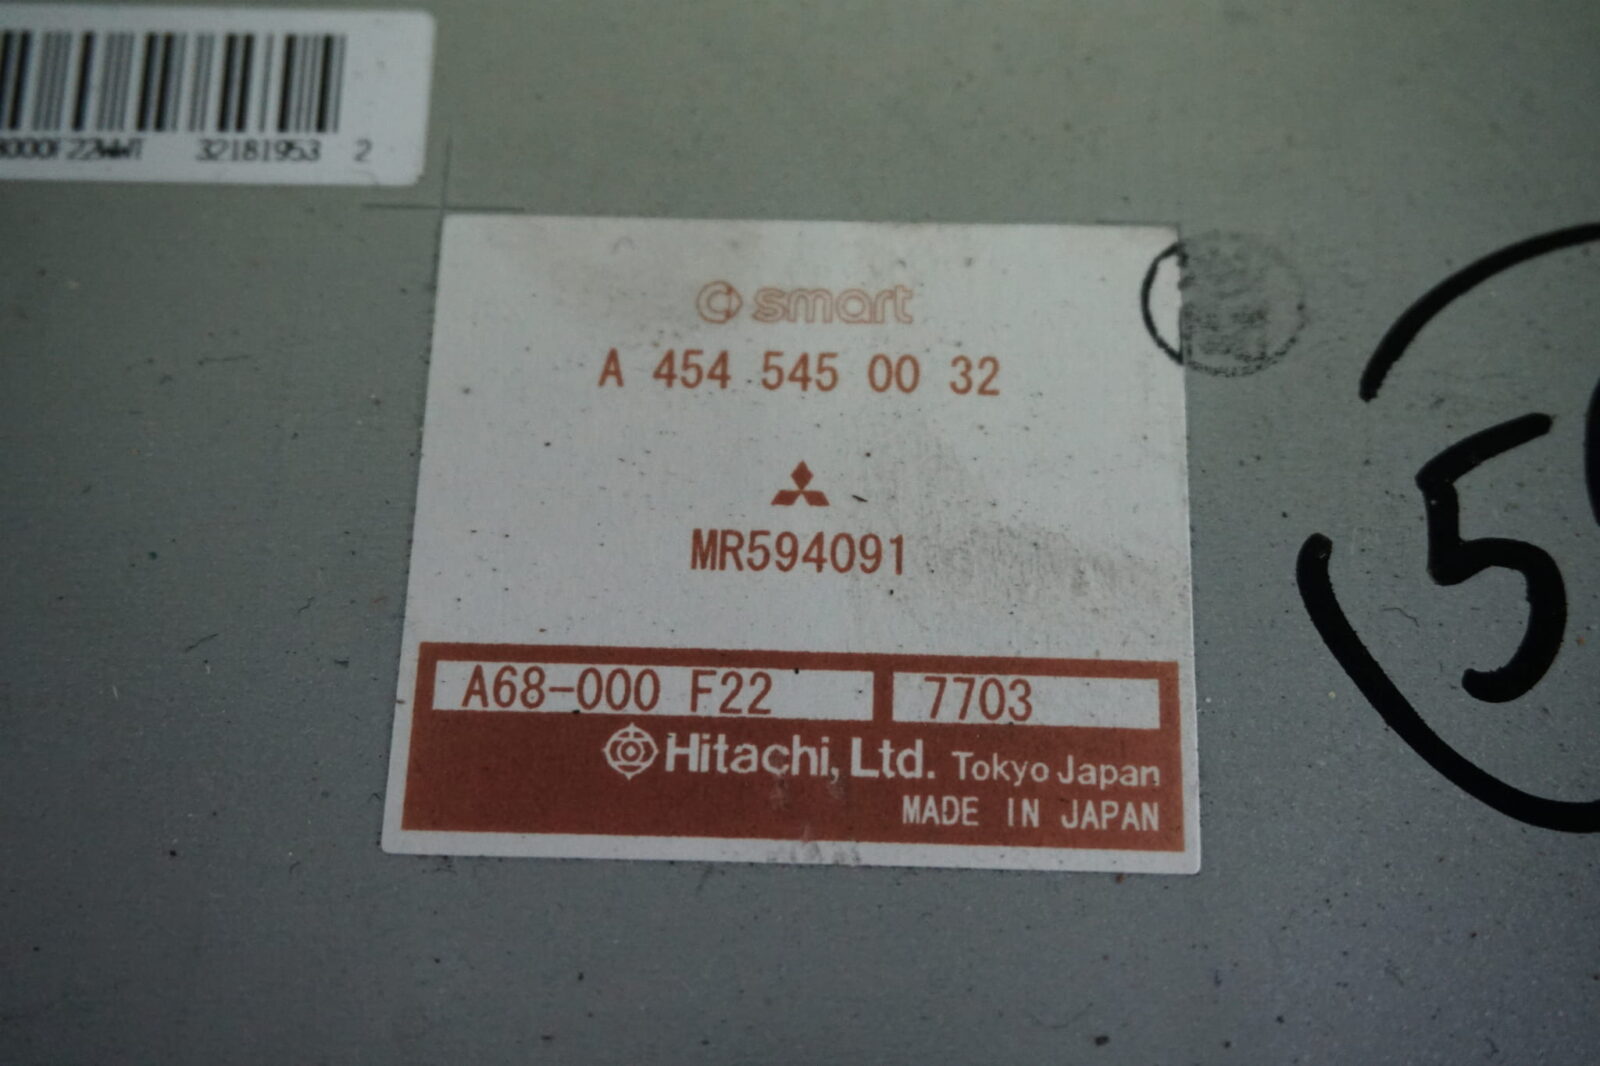 32181953 2
smart
A 454 545 00 32
MR594091
A68-000 F22 7703
Hitachi, Ltd. Tokyo Japan
MADE IN JAPAN
5